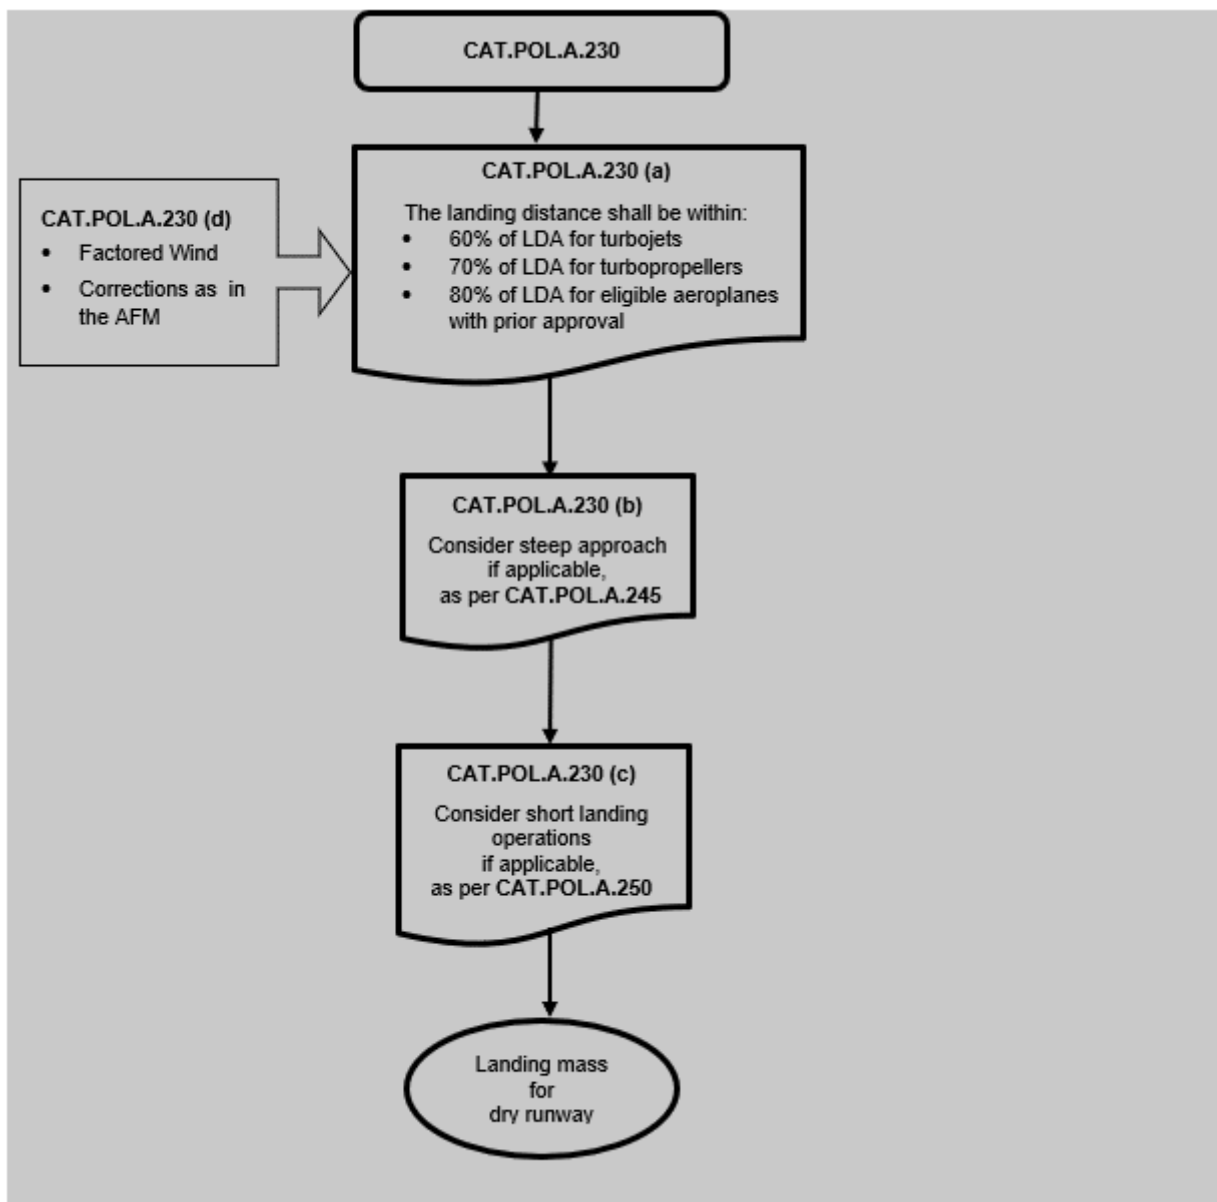 CAT.POL.A.230
CAT.POL.A.230 (a)
The landing distance shall be within:
• 60% of LDA for turbojets
• 70% of LDA for turbopropellers
• 80% of LDA for eligible aeroplanes
with prior approval
CAT.POL.A.230 (d)
• Factored Wind
• Corrections as in
the AFM
CAT.POL.A.230 (b)
Consider steep approach
if applicable,
as per CAT.POL.A.245
CAT.POL.A.230 (c)
Consider short landing
operations
if applicable,
as per CAT.POL.A.250
Landing mass
for
dry runway